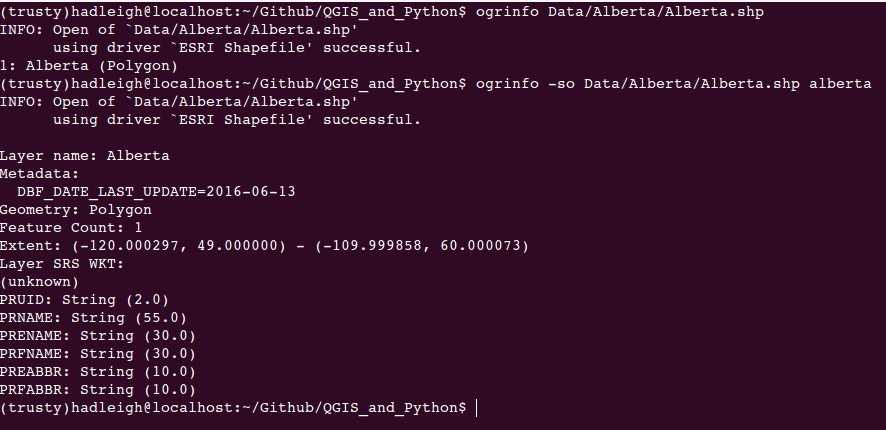 (trusty)hadleigh@localhost:~/Github/QGIS_and_Python$ ogrinfo Data/Alberta/Alberta.shp
INFO: Open of `Data/Alberta/Alberta.shp'
      using driver `ESRI Shapefile' successful.
1: Alberta (Polygon)
(trusty)hadleigh@localhost:~/Github/QGIS_and_Python$ ogrinfo -so Data/Alberta/Alberta.shp alberta
INFO: Open of `Data/Alberta/Alberta.shp'
      using driver `ESRI Shapefile' successful.

Layer name: Alberta
Metadata:
  DBF_DATE_LAST_UPDATE=2016-06-13
Geometry: Polygon
Feature Count: 1
Extent: (-120.000297, 49.000000) - (-109.999858, 60.000073)
Layer SRS WKT:
(unknown)
PRUID: String (2.0)
PRNAME: String (55.0)
PRENAME: String (30.0)
PRFNAME: String (30.0)
PREABBR: String (10.0)
PRFABBR: String (10.0)
(trusty)hadleigh@localhost:~/Github/QGIS_and_Python$